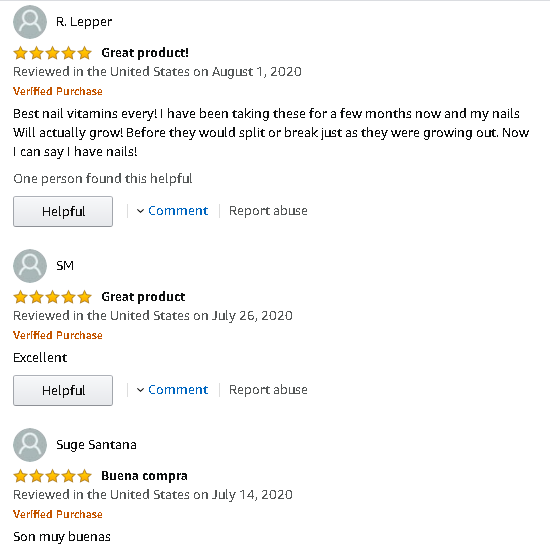 R. Lepper
Great product!
Reviewed in the United States on August 1, 2020
Verified Purchase
Best nail vitamins every! I have been taking these for a few months now and my nails
Will actually grow! Before they would split or break just as they were growing out. Now
I can say I have nails!
One person found this helpful
Helpful
Comment
Report abuse
SM
Great product
Reviewed in the United States on July 26, 2020
Verified Purchase
Excellent
Helpful
Comment
Report abuse
Suge Santana
Buena compra
Reviewed in the United States on July 14, 2020
Verified Purchase
Son muy buenas